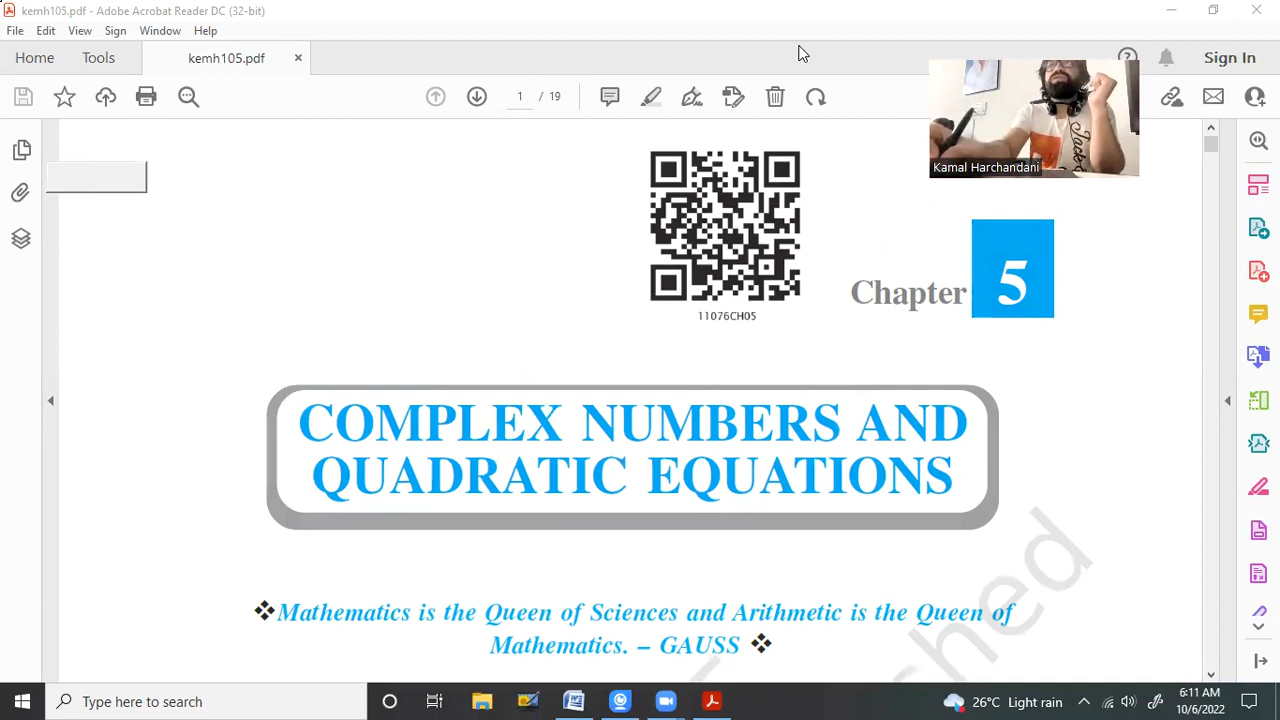 kemh105.pdf - Adobe Acrobat Reader DC (32-bit)
File Edit View Sign Window Help
Home Tools kemh105.pdf × Sign In
1 / 19
Kamal Harchandani
Jack &
11076CH05
Chapter 5
COMPLEX NUMBERS AND
QUADRATIC EQUATIONS
❖Mathematics is the Queen of Sciences and Arithmetic is the Queen of
Mathematics. – GAUSS ❖
Type here to search
26°C Light rain
6:11 AM
10/6/2022